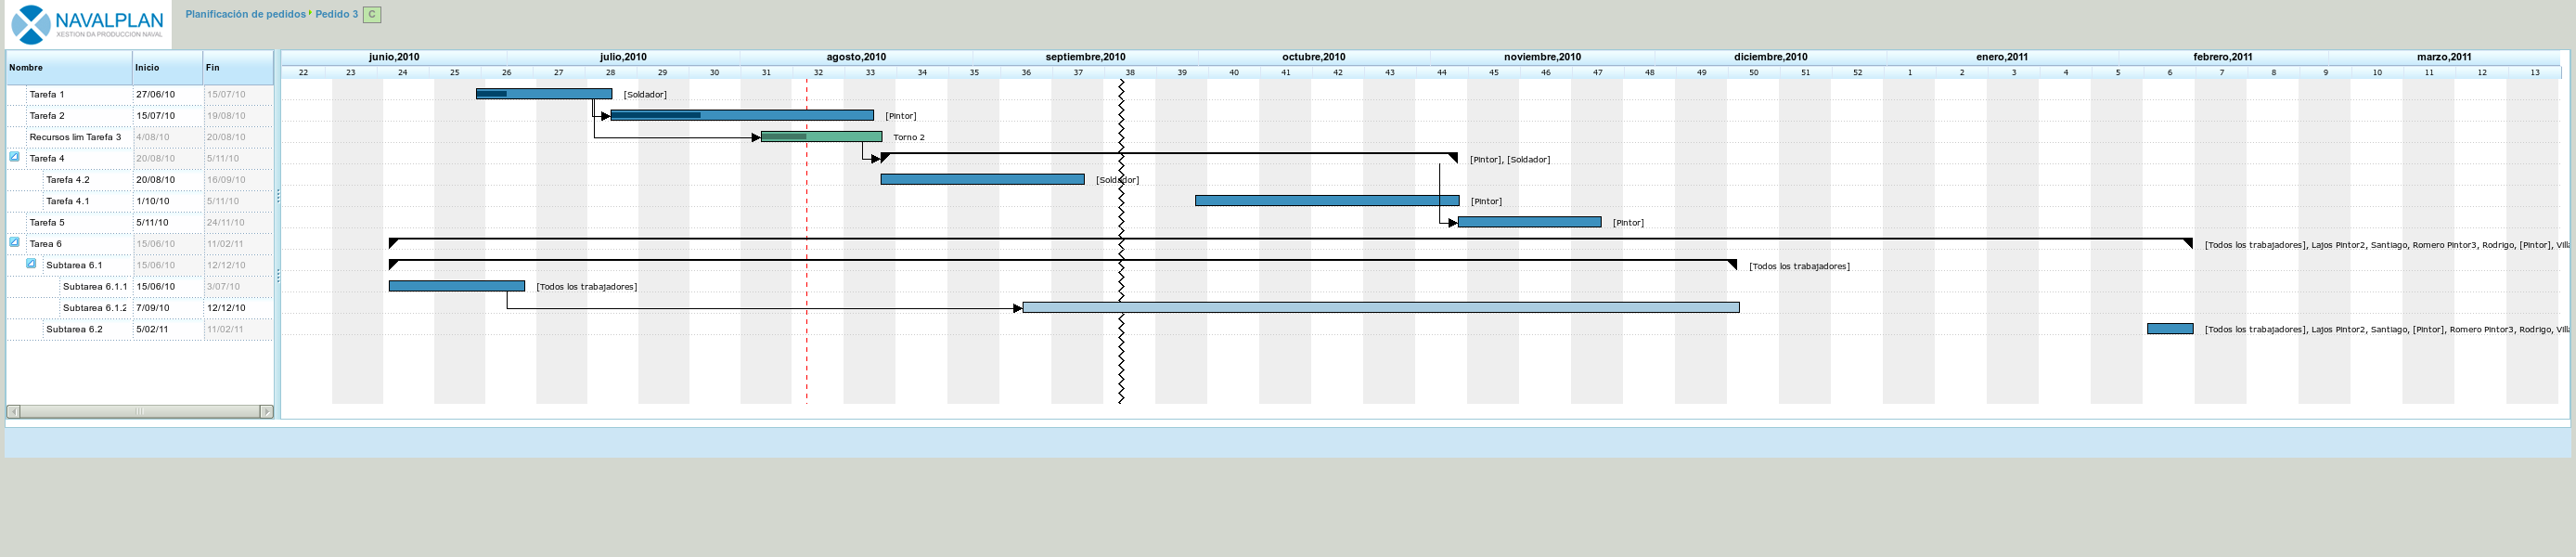 NAVALPLAN
XESTION DA PRODUCCION NAVAL
Planificación de pedidos Pedido 3 C
Nombre Inicio Fin
junio,2010 julio,2010 agosto,2010 septiembre,2010 octubre,2010 noviembre,2010 diciembre,2010 enero,2011 febrero,2011 marzo,2011
22 23 24 25 26 27 28 29 30 31 32 33 34 35 36 37 38 39 40 41 42 43 44 45 46 47 48 49 50 51 52 1 2 3 4 5 6 7 8 9 10 11 12 13
Tarefa 1 27/06/10 15/07/10 [Soldador]
Tarefa 2 15/07/10 19/08/10 [Pintor]
Recursos lim Tarefa 3 4/08/10 20/08/10 Torno 2
Tarefa 4 20/08/10 5/11/10 [Pintor], [Soldador]
Tarefa 4.2 20/08/10 16/09/10 [Soldador]
Tarefa 4.1 1/10/10 5/11/10 [Pintor]
Tarefa 5 5/11/10 24/11/10 [Pintor]
Tarea 6 15/06/10 11/02/11 [Todos los trabajadores], Lajos Pintor2, Santiago, Romero Pintor3, Rodrigo, [Pintor],
Subtarea 6.1 15/06/10 12/12/10 [Todos los trabajadores]
Subtarea 6.1.1 15/06/10 3/07/10 [Todos los trabajadores]
Subtarea 6.1.2 7/09/10 12/12/10
Subtarea 6.2 5/02/11 11/02/11 [Todos los trabajadores], Lajos Pintor2, Santiago, [Pintor], Romero Pintor3, Rodrigo,